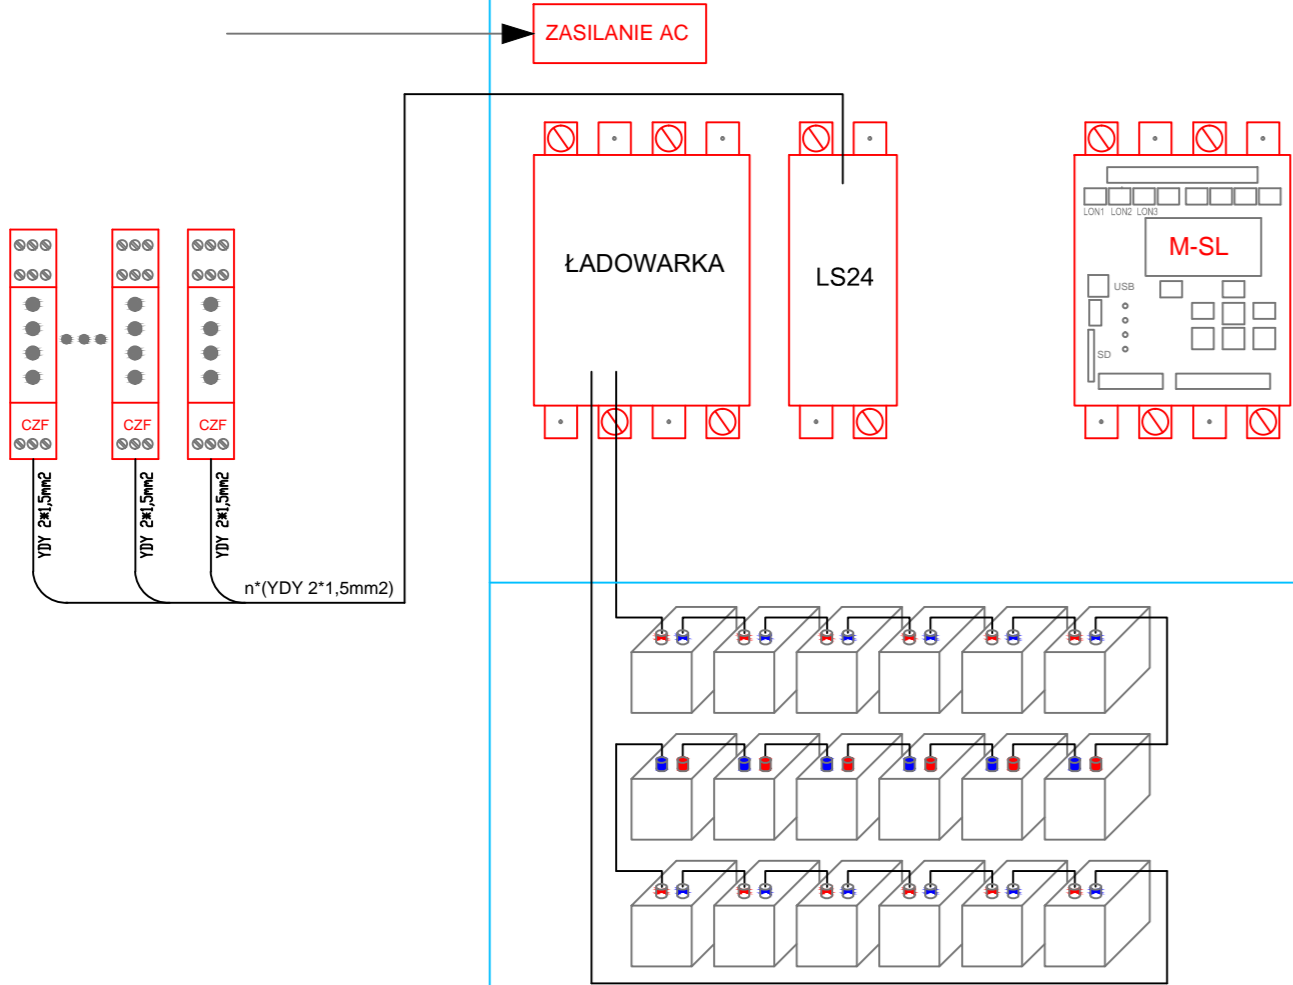 ZASILANIE AC
ŁADOWARKA
LS24
LON1 LON2 LON3
M-SL
USB
SD
CZF
CZF
CZF
YDY 2*1,5mm2
YDY 2*1,5mm2
YDY 2*1,5mm2
n*(YDY 2*1,5mm2)